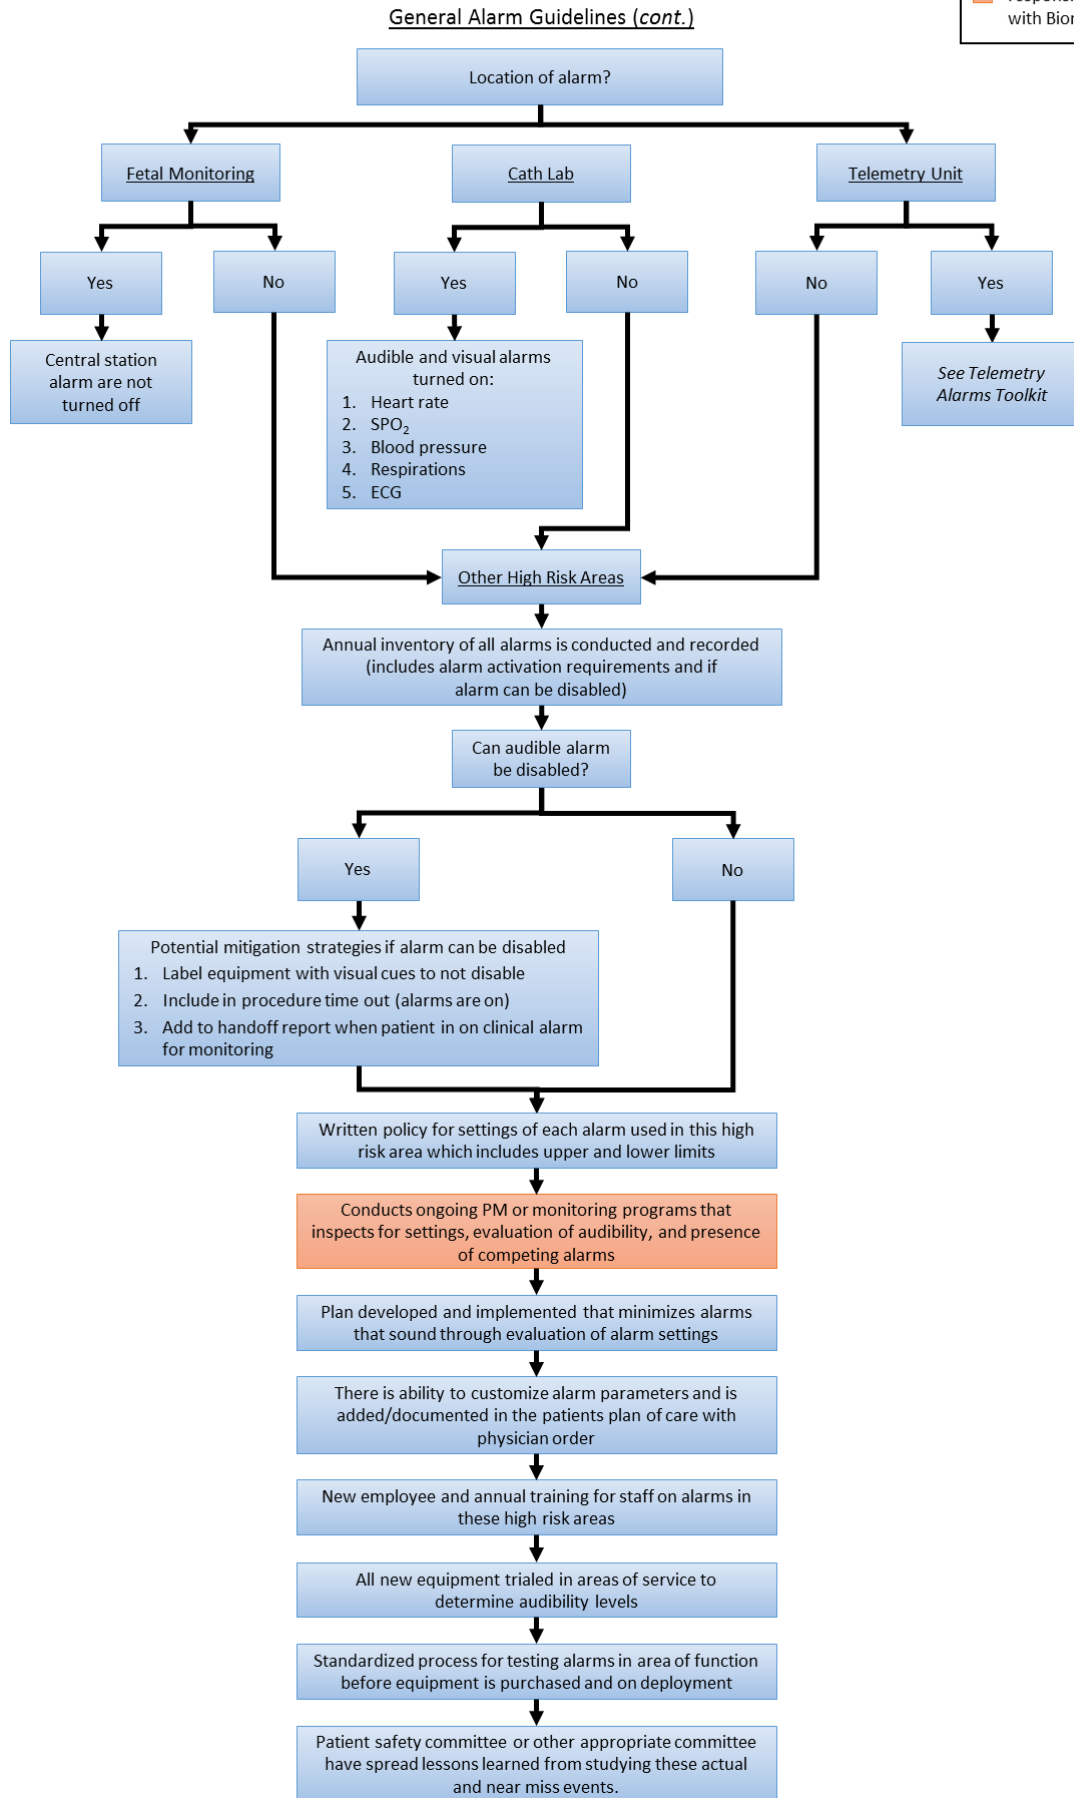 General Alarm Guidelines (cont.)
with
Location of alarm?
Fetal Monitoring
Cath Lab
Telemetry Unit
Yes
No
Yes
No
No
Yes
Central station
alarm are not
turned off
Audible and visual alarms
turned on:
1. Heart rate
2. SPO₂
3. Blood pressure
4. Respirations
5. ECG
See Telemetry
Alarms Toolkit
Other High Risk Areas
Annual inventory of all alarms is conducted and recorded
(includes alarm activation requirements and if
alarm can be disabled)
Can audible alarm
be disabled?
Yes
No
Potential mitigation strategies if alarm can be disabled
1. Label equipment with visual cues to not disable
2. Include in procedure time out (alarms are on)
3. Add to handoff report when patient in on clinical alarm
for monitoring
Written policy for settings of each alarm used in this high
risk area which includes upper and lower limits
Conducts ongoing PM or monitoring programs that
inspects for settings, evaluation of audibility, and presence
of competing alarms
Plan developed and implemented that minimizes alarms
that sound through evaluation of alarm settings
There is ability to customize alarm parameters and is
added/documented in the patients plan of care with
physician order
New employee and annual training for staff on alarms in
these high risk areas
All new equipment trialed in areas of service to
determine audibility levels
Standardized process for testing alarms in area of function
before equipment is purchased and on deployment
Patient safety committee or other appropriate committee
have spread lessons learned from studying these actual
and near miss events.